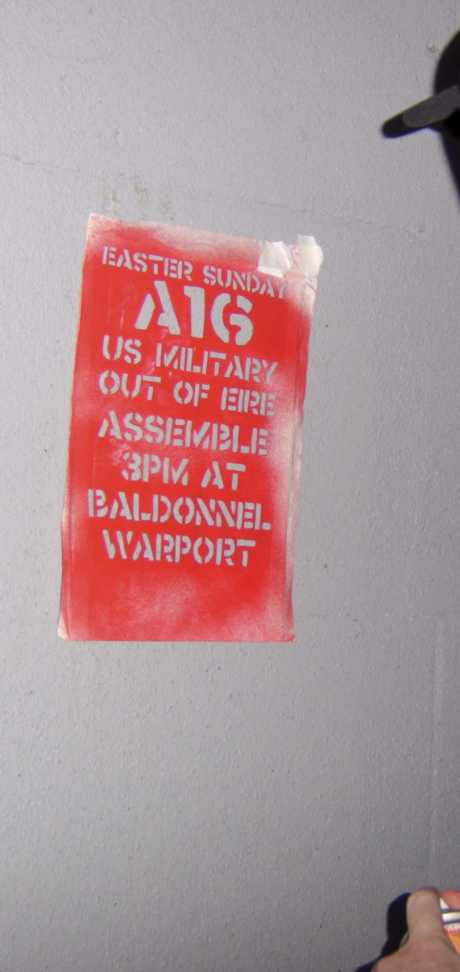 EASTER SUNDAY
A16
US MILITARY
OUT OF EIRE
ASSEMBLE
3PM AT
BALDONNEL
WARPORT